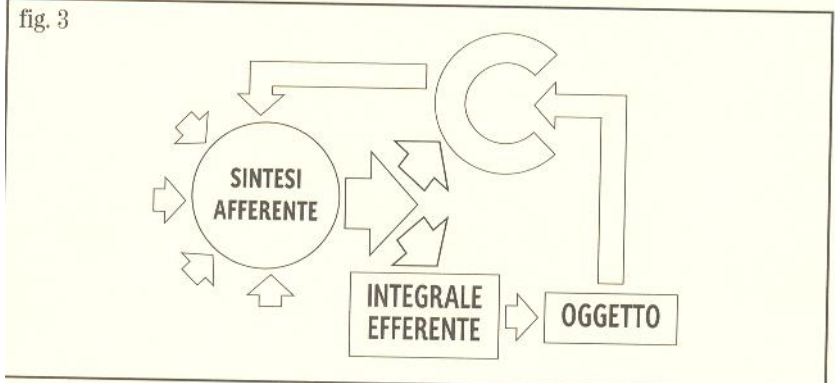 fig. 3
SINTESI
AFFERENTE
INTEGRALE
EFFERENTE
OGGETTO